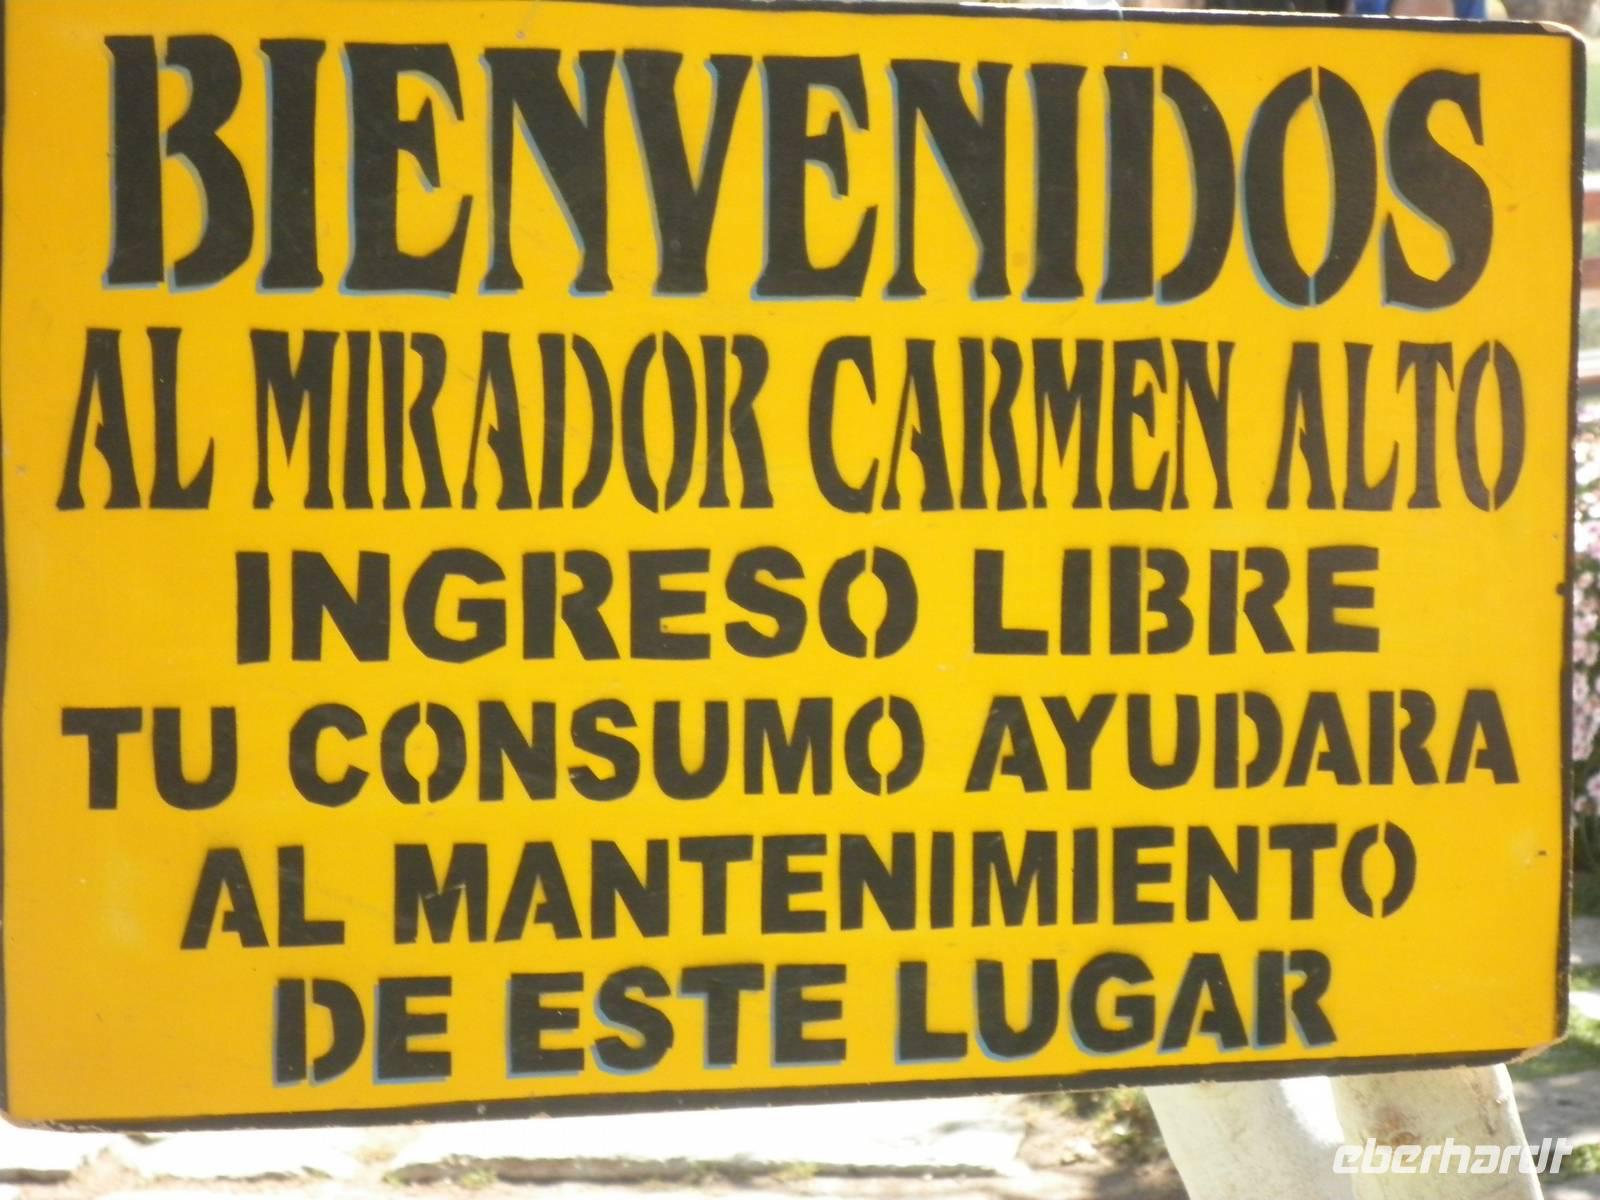 BIENVENIDOS
AL MIRADOR CARMEN ALTO
INGRESO LIBRE
TU CONSUMO AYUDARA
AL MANTENIMIENTO
DE ESTE LUGAR
eberhardt